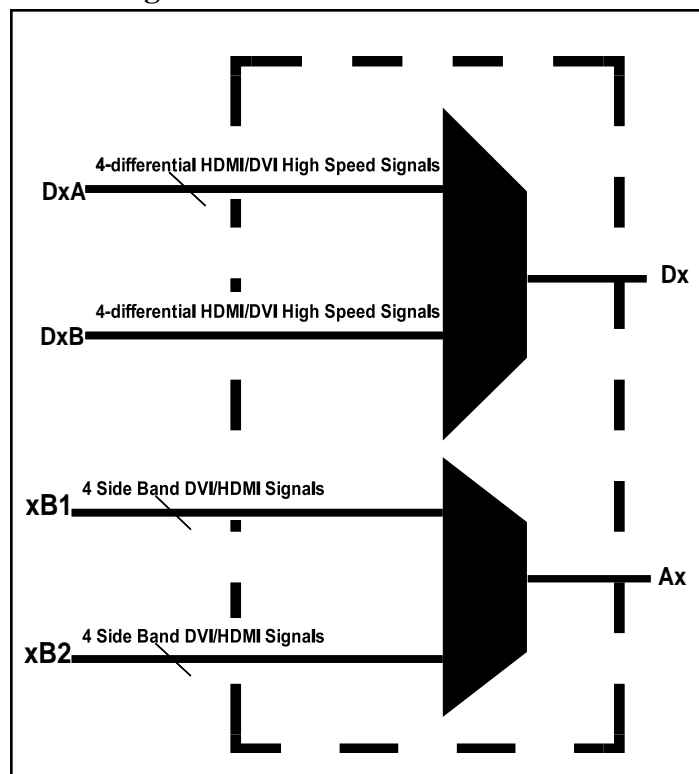 4-differential HDMI/DVI High Speed Signals
DxA
Dx
4-differential HDMI/DVI High Speed Signals
DxB
4 Side Band DVI/HDMI Signals
xB1
Ax
4 Side Band DVI/HDMI Signals
xB2